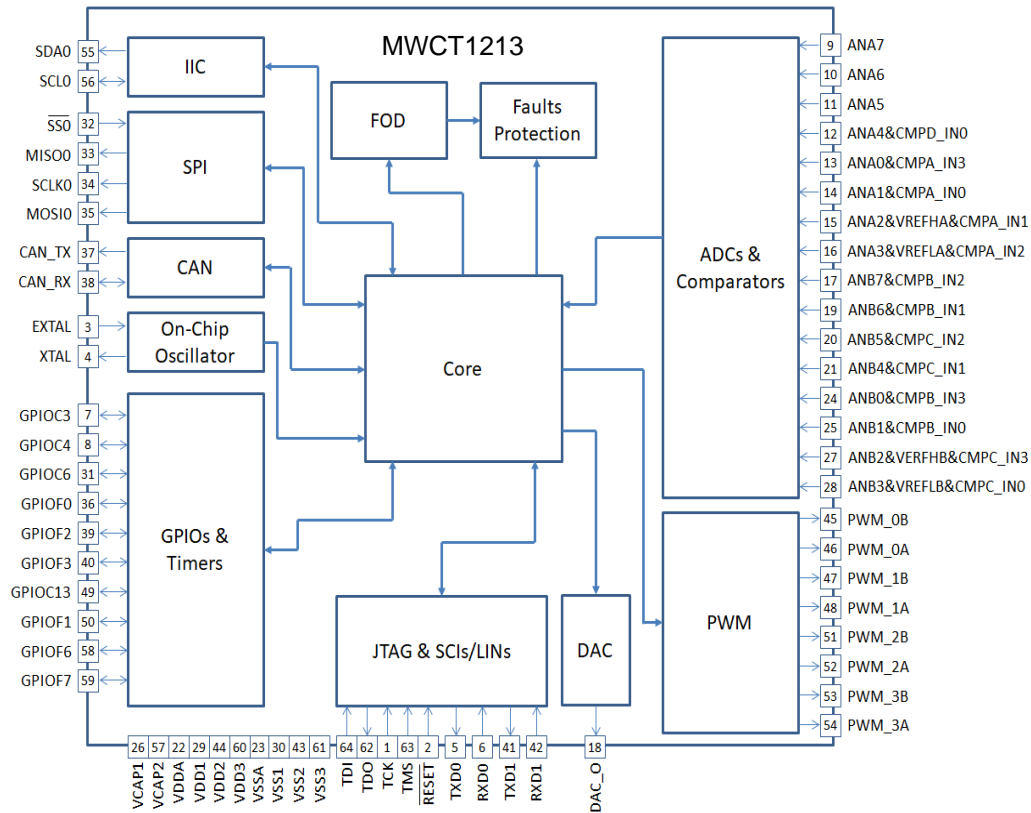 MWCT1213
SDA0 55
SCL0 56
IIC
SS0 32
MISO0 33
SCLK0 34
MOSI0 35
SPI
CAN_TX 37
CAN_RX 38
CAN
EXTAL 3
XTAL 4
On-Chip
Oscillator
GPIOC3 7
GPIOC4 8
GPIOC6 31
GPIOF0 36
GPIOF2 39
GPIOF3 40
GPIOC13 49
GPIOF1 50
GPIOF6 58
GPIOF7 59
GPIOs &
Timers
FOD
Faults
Protection
Core
JTAG & SCIs/LINs
DAC
ADCs &
Comparators
9 ANA7
10 ANA6
11 ANA5
12 ANA4&CMPD_IN0
13 ANA0&CMPA_IN3
14 ANA1&CMPA_IN0
15 ANA2&VREFHA&CMPA_IN1
16 ANA3&VREFLA&CMPA_IN2
17 ANB7&CMPB_IN2
19 ANB6&CMPB_IN1
20 ANB5&CMPC_IN2
21 ANB4&CMPC_IN1
24 ANB0&CMPB_IN3
25 ANB1&CMPB_IN0
27 ANB2&VERFHB&CMPC_IN3
28 ANB3&VREFLB&CMPC_IN0
PWM
45 PWM_0B
46 PWM_0A
47 PWM_1B
48 PWM_1A
51 PWM_2B
52 PWM_2A
53 PWM_3B
54 PWM_3A
26 VCAP1
57 VCAP2
22 VDDA
29 VDD1
44 VDD2
60 VDD3
23 VSSA
30 VSS1
43 VSS2
61 VSS3
64 TDI
62 TDO
1 TCK
63 TMS
2 RESET
5 TXD0
6 RXD0
41 TXD1
42 RXD1
18 DAC_O